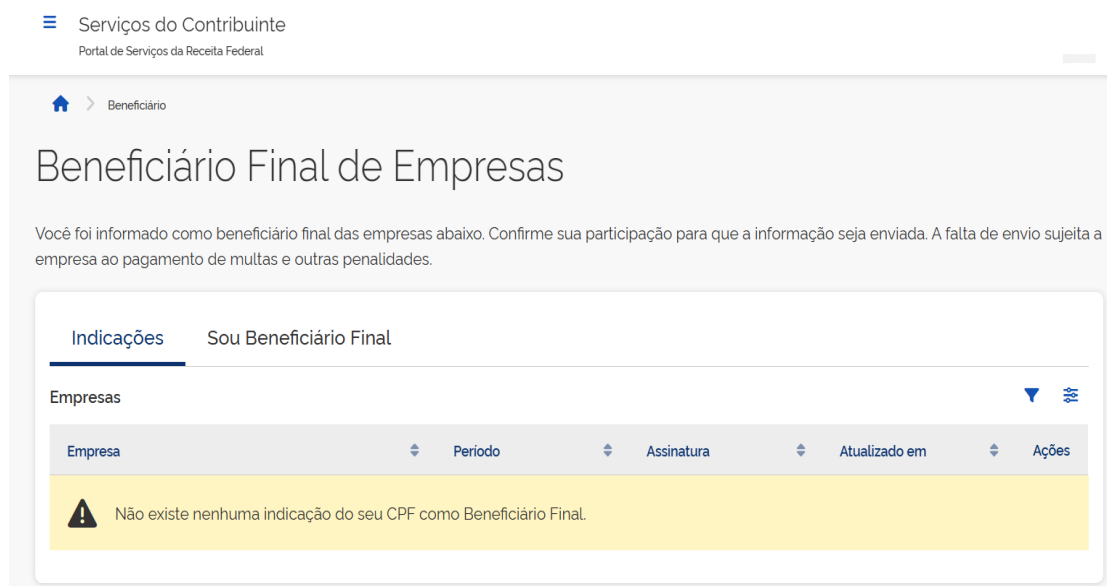 Serviços do Contribuinte
Portal de Serviços da Receita Federal
Beneficiário
Beneficiário Final de Empresas
Você foi informado como beneficiário final das empresas abaixo. Confirme sua participação para que a informação seja enviada. A falta de envio sujeita a
empresa ao pagamento de multas e outras penalidades.
Indicações Sou Beneficiário Final
Empresas
Empresa Período Assinatura Atualizado em Ações
Não existe nenhuma indicação do seu CPF como Beneficiário Final.